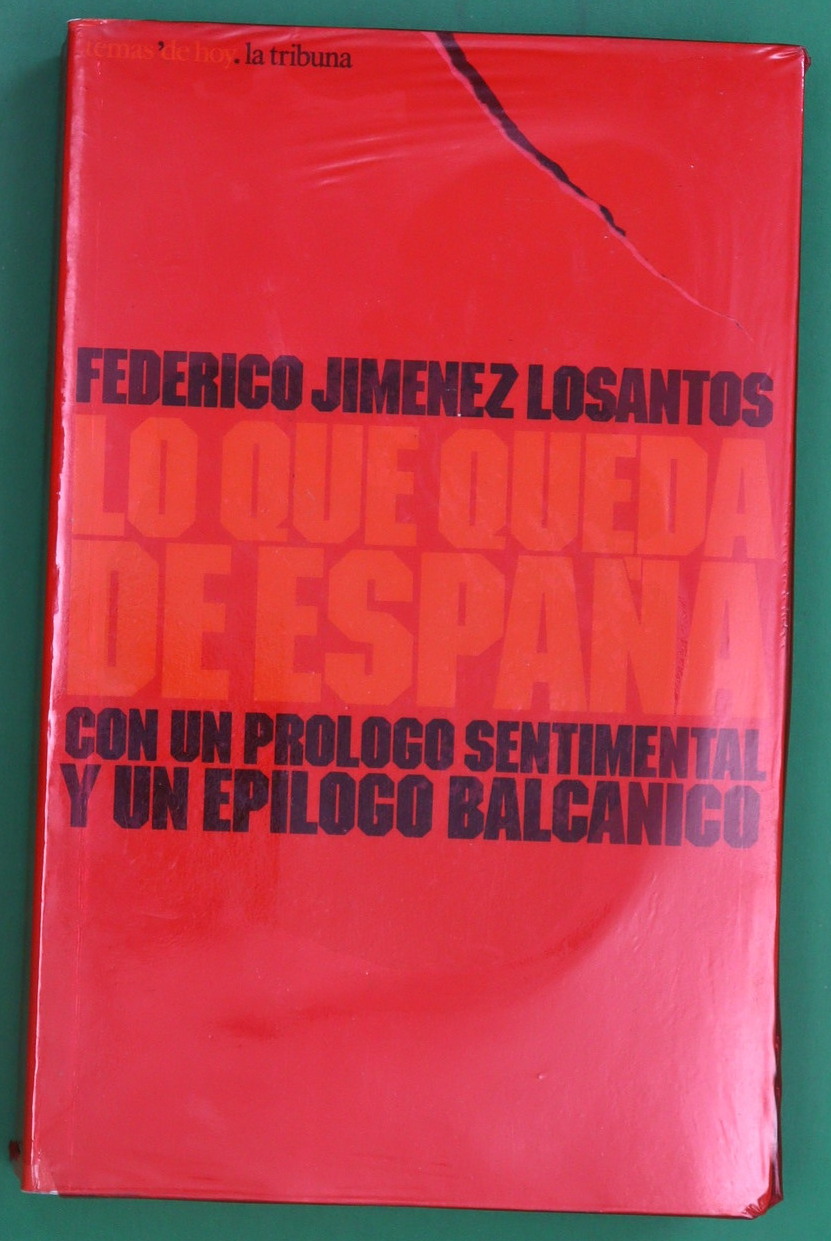 temas'de hoy. la tribuna
FEDERICO JIMENEZ LOSANTOS
LO QUE QUEDA
DE ESPAÑA
CON UN PROLOGO SENTIMENTAL
Y UN EPILOGO BALCANICO